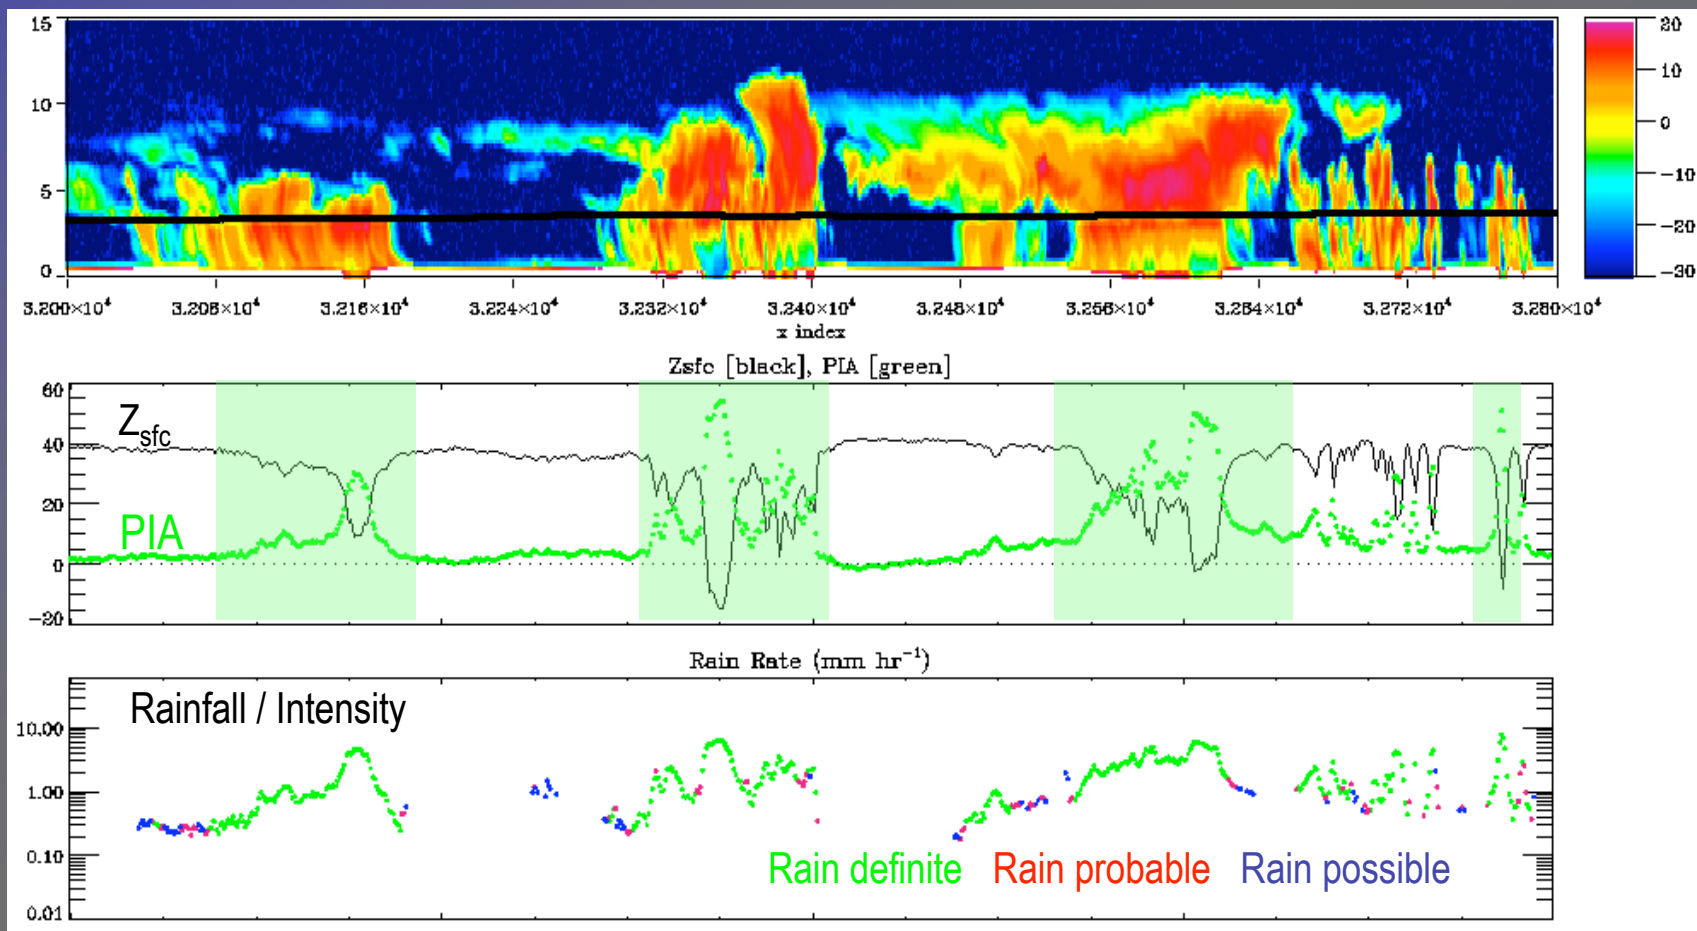 15
10
5
0
20
10
0
−10
−20
−30
3.200×10⁴ 3.208×10⁴ 3.216×10⁴ 3.224×10⁴ 3.232×10⁴ 3.240×10⁴ 3.248×10⁴ 3.256×10⁴ 3.264×10⁴ 3.272×10⁴ 3.280×10⁴
x index
Zsfc [black], PIA [green]
60
40
20
0
−20
Zsfc
PIA
Rain Rate (mm hr⁻¹)
Rainfall / Intensity
10.00
1.00
0.10
0.01
Rain definite Rain probable Rain possible